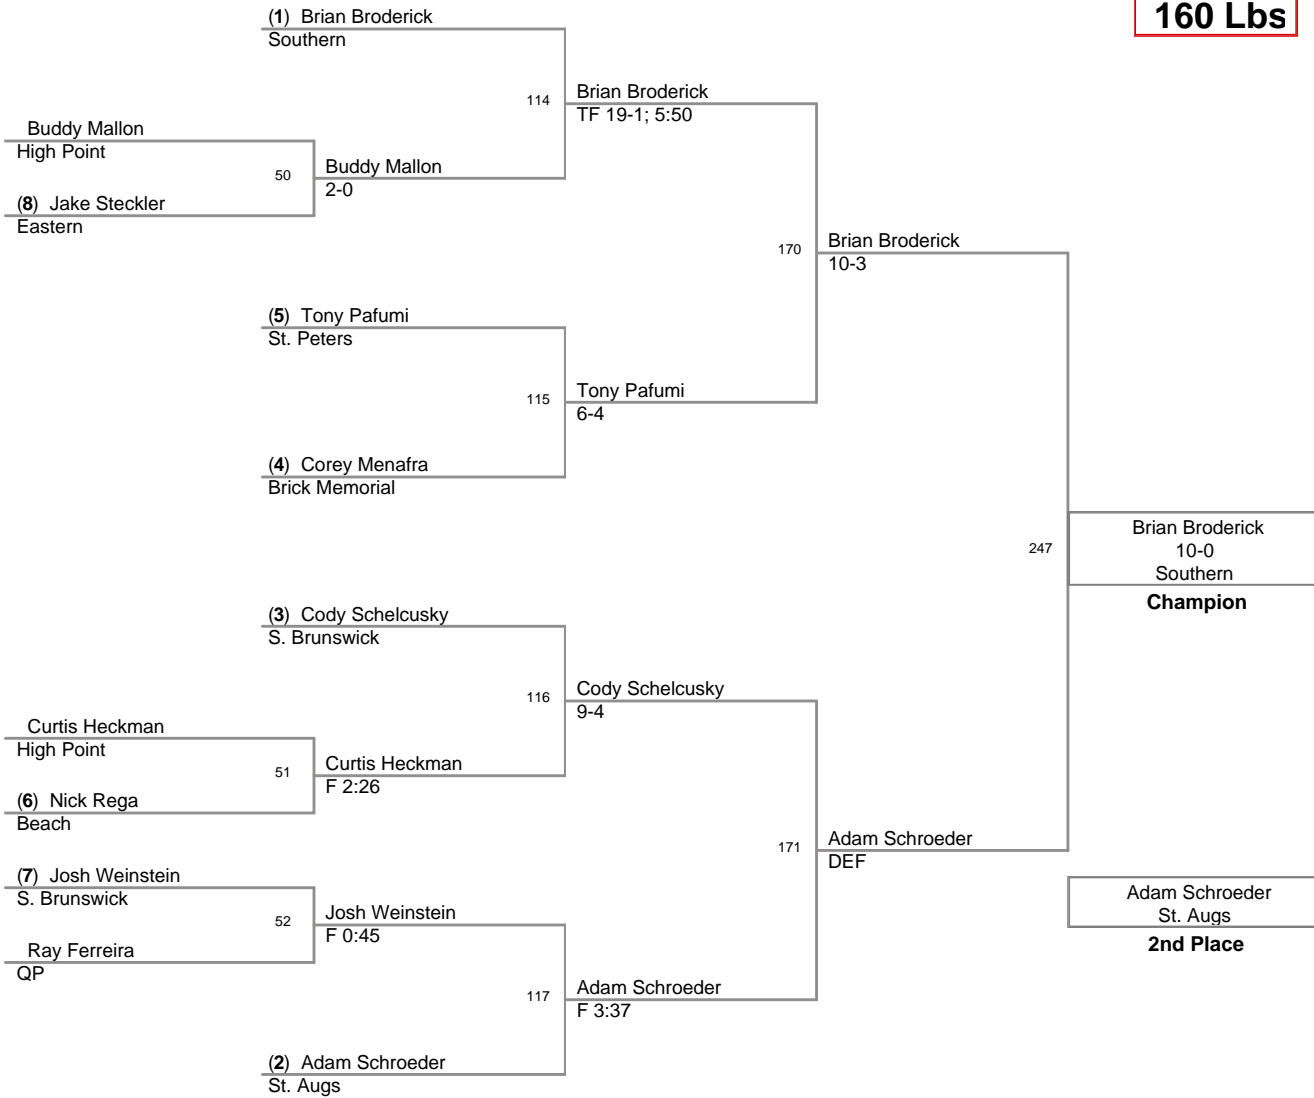 160 Lbs
(1) Brian Broderick
Southern
114
Brian Broderick
TF 19-1; 5:50
Buddy Mallon
High Point
50
Buddy Mallon
2-0
(8) Jake Steckler
Eastern
170
Brian Broderick
10-3
(5) Tony Pafumi
St. Peters
115
Tony Pafumi
6-4
(4) Corey Menafra
Brick Memorial
247
Brian Broderick
10-0
Southern
Champion
(3) Cody Schelcusky
S. Brunswick
116
Cody Schelcusky
9-4
Curtis Heckman
High Point
51
Curtis Heckman
F 2:26
(6) Nick Rega
Beach
171
Adam Schroeder
DEF
(7) Josh Weinstein
S. Brunswick
52
Josh Weinstein
F 0:45
Ray Ferreira
QP
Adam Schroeder
St. Augs
2nd Place
117
Adam Schroeder
F 3:37
(2) Adam Schroeder
St. Augs